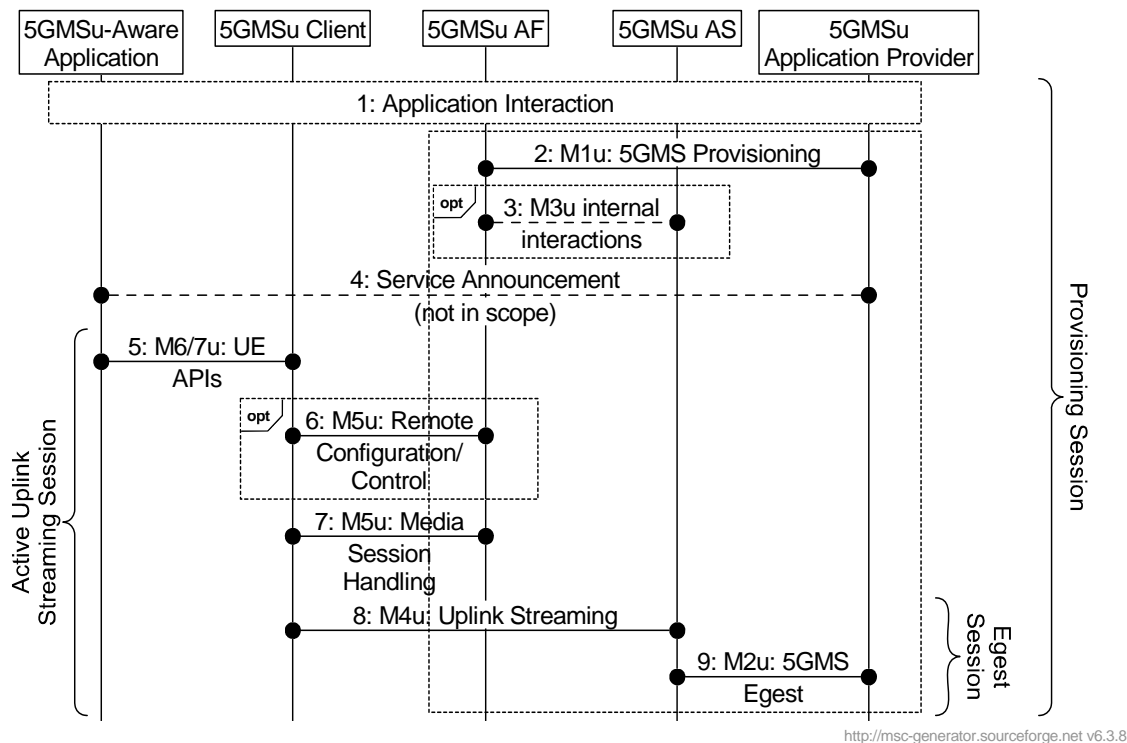 5GMSu-Aware
Application
5GMSu Client
5GMSu AF
5GMSu AS
5GMSu
Application Provider
1: Application Interaction
2: M1u: 5GMS Provisioning
opt
3: M3u internal
interactions
4: Service Announcement
(not in scope)
5: M6/7u: UE
APIs
opt
6: M5u: Remote
Configuration/
Control
7: M5u: Media
Session
Handling
8: M4u: Uplink Streaming
9: M2u: 5GMS
Egest
Active Uplink
Streaming Session
Provisioning Session
Egest
Session
http://msc-generator.sourceforge.net v6.3.8